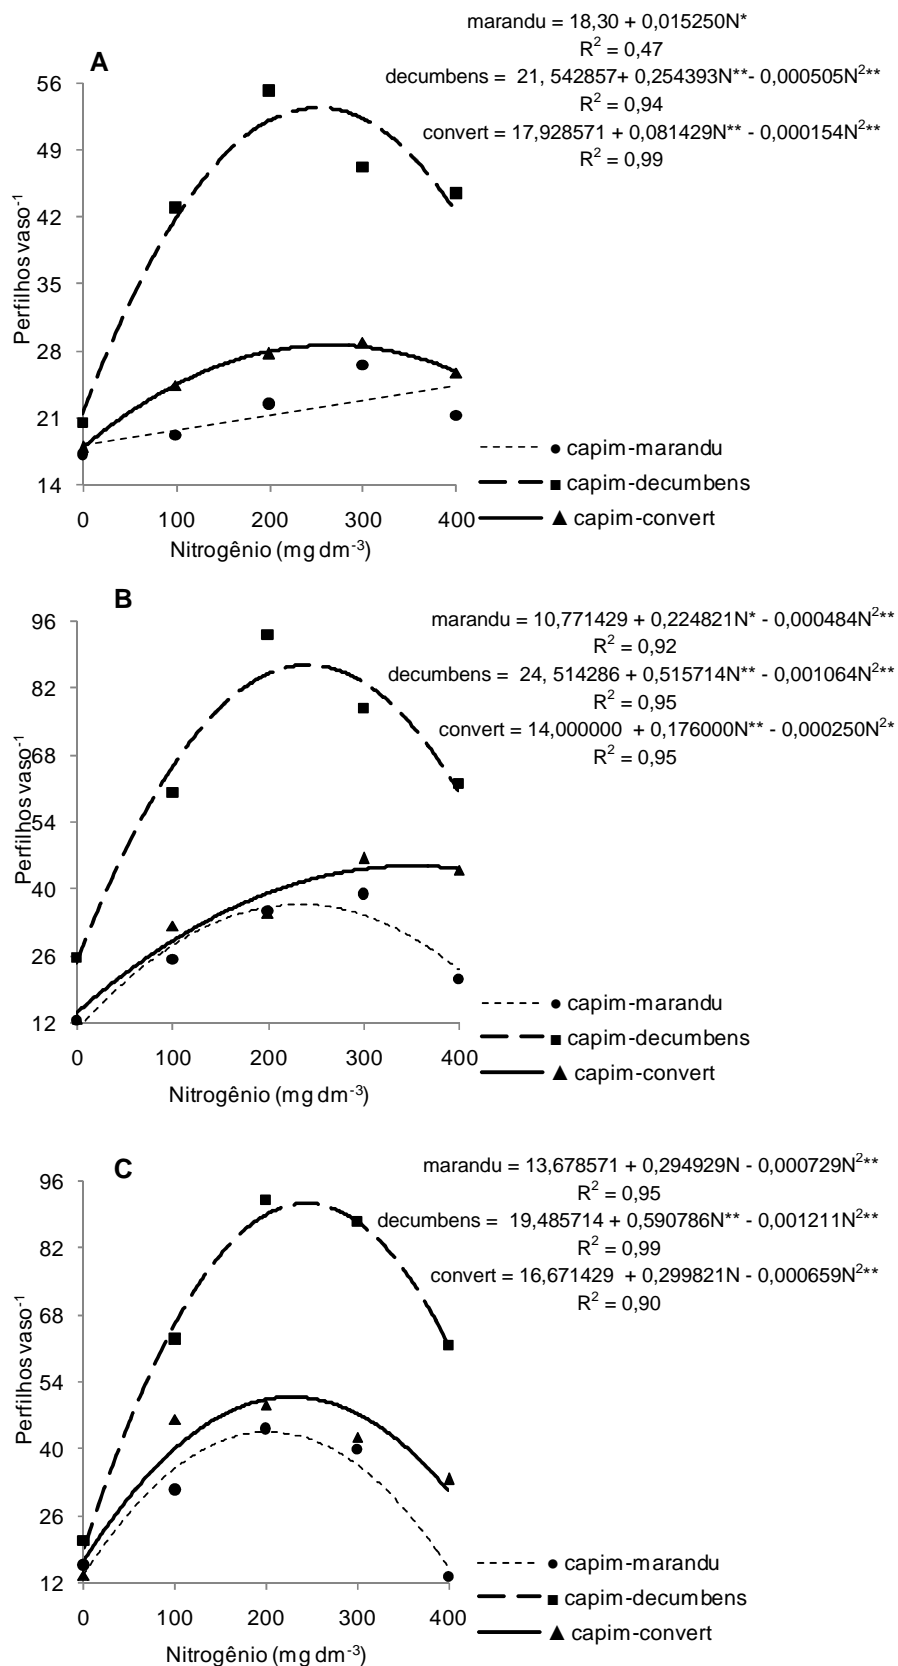 marandu = 18,30 + 0,015250N*
R² = 0,47
A
decumbens = 21, 542857+ 0,254393N**- 0,000505N²**
R² = 0,94
convert = 17,928571 + 0,081429N** - 0,000154N²**
R² = 0,99
56
49
42
35
28
21
14
Perfilhos vaso⁻¹
0 100 200 300 400
Nitrogênio (mg dm⁻³)
capim-marandu
capim-decumbens
capim-convert
B
marandu = 10,771429 + 0,224821N* - 0,000484N²**
R² = 0,92
decumbens = 24, 514286 + 0,515714N** - 0,001064N²**
R² = 0,95
convert = 14,000000 + 0,176000N** - 0,000250N²*
R² = 0,95
96
82
68
54
40
26
12
Perfilhos vaso⁻¹
0 100 200 300 400
Nitrogênio (mg dm⁻³)
capim-marandu
capim-decumbens
capim-convert
C
marandu = 13,678571 + 0,294929N - 0,000729N²**
R² = 0,95
decumbens = 19,485714 + 0,590786N** - 0,001211N²**
R² = 0,99
convert = 16,671429 + 0,299821N - 0,000659N²**
R² = 0,90
96
82
68
54
40
26
12
Perfilhos vaso⁻¹
0 100 200 300 400
Nitrogênio (mg dm⁻³)
capim-marandu
capim-decumbens
capim-convert